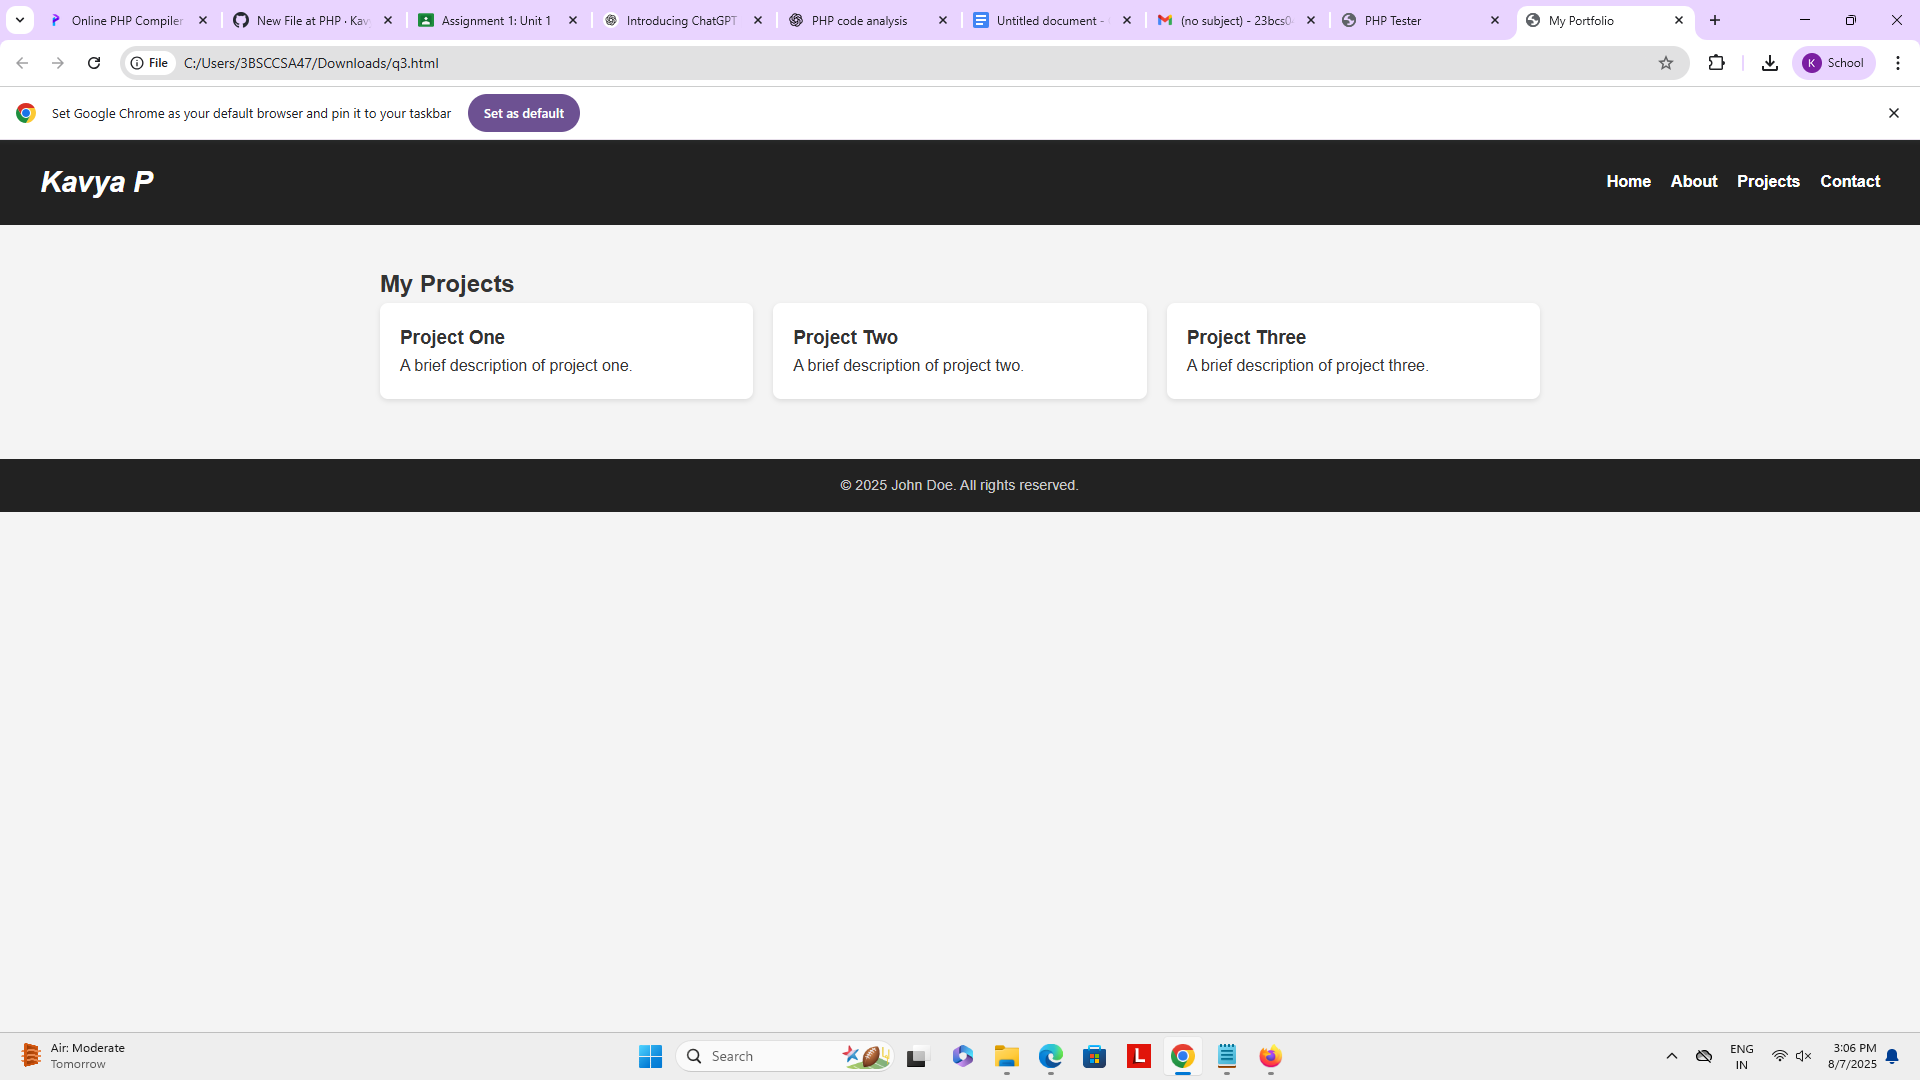 Online PHP Compiler
New File at PHP · Kav
Assignment 1: Unit 1
Introducing ChatGPT
PHP code analysis
Untitled document -
(no subject) - 23bcs0
PHP Tester
My Portfolio
File
C:/Users/3BSCCSA47/Downloads/q3.html
K
School
Set Google Chrome as your default browser and pin it to your taskbar
Set as default
Kavya P
Home
About
Projects
Contact
My Projects
Project One
A brief description of project one.
Project Two
A brief description of project two.
Project Three
A brief description of project three.
© 2025 John Doe. All rights reserved.
Air: Moderate
Tomorrow
Search
L
ENG
IN
3:06 PM
8/7/2025